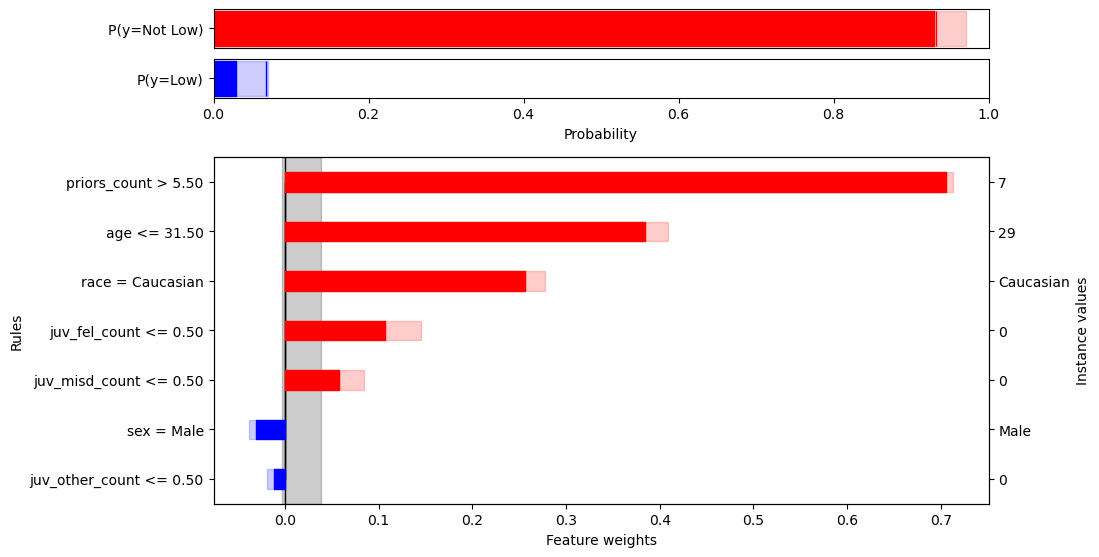 P(y=Not Low)
P(y=Low)
0.0 0.2 0.4 0.6 0.8 1.0
Probability
priors_count > 5.50 7
age <= 31.50 29
race = Caucasian Caucasian
juv_fel_count <= 0.50 0
juv_misd_count <= 0.50 0
sex = Male Male
juv_other_count <= 0.50 0
Rules
Instance values
0.0 0.1 0.2 0.3 0.4 0.5 0.6 0.7
Feature weights